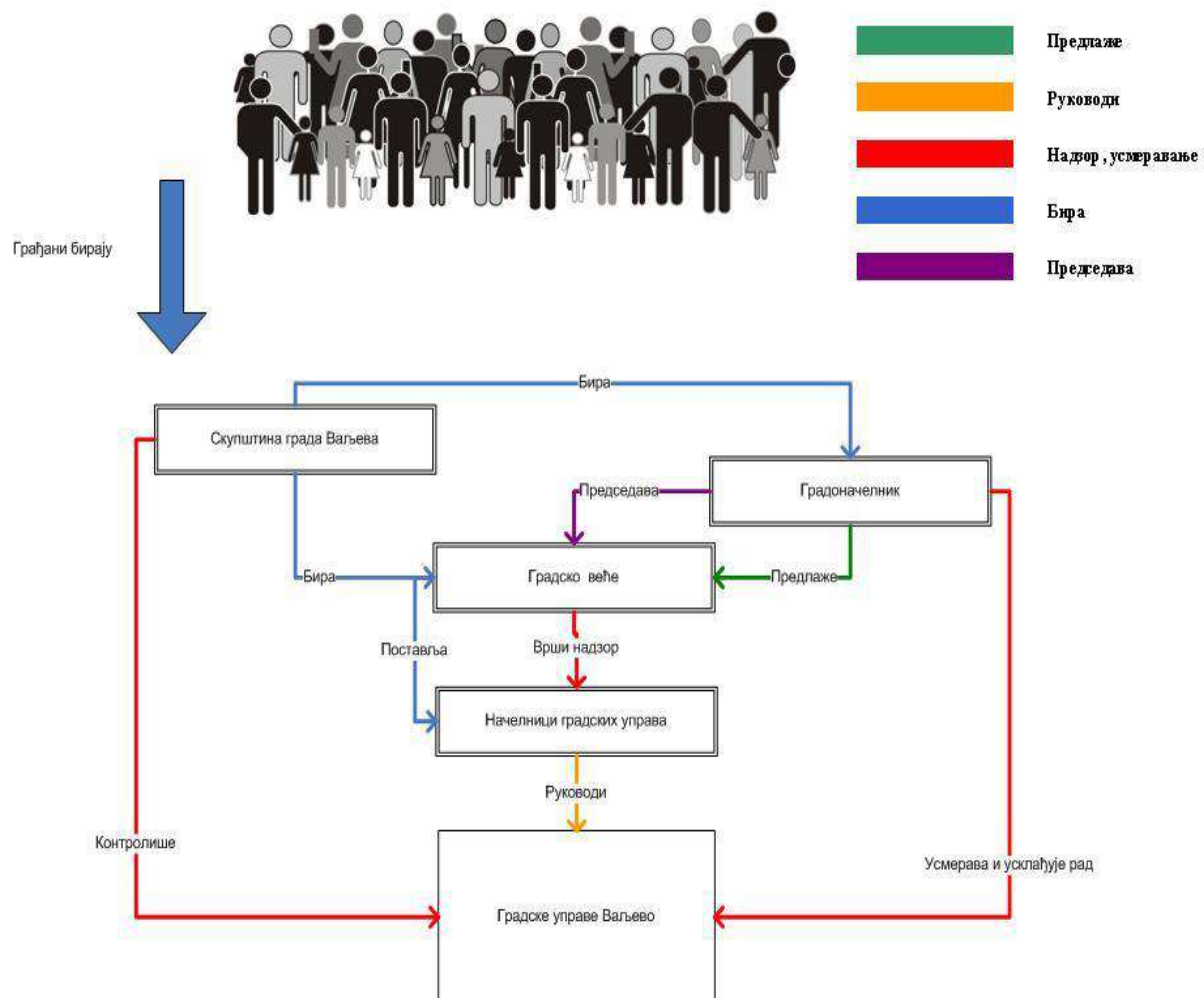 Предлаже
Руководи
Надзор , усмеравање
Бира
Председава
Грађани бирају
Бира
Скупштина града Ваљева
Градоначелник
Председава
Градско веће
Бира
Предлаже
Поставља
Врши надзор
Начелници градских управа
Руководи
Контролише
Усмерава и усклађује рад
Градске управе Ваљево